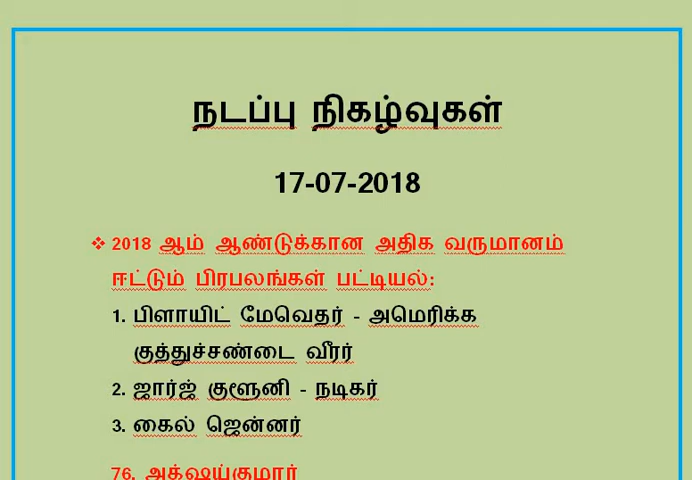 நடப்பு நிகழ்வுகள்
17-07-2018
❖ 2018 ஆம் ஆண்டுக்கான அதிக வருமானம்
ஈட்டும் பிரபலங்கள் பட்டியல்:
1. பிளாயிட் மேவெதர் - அமெரிக்க
குத்துச்சண்டை வீரர்
2. ஜார்ஜ் குளூனி - நடிகர்
3. கைல் ஜென்னர்
76. அக்ஷய்குமார்